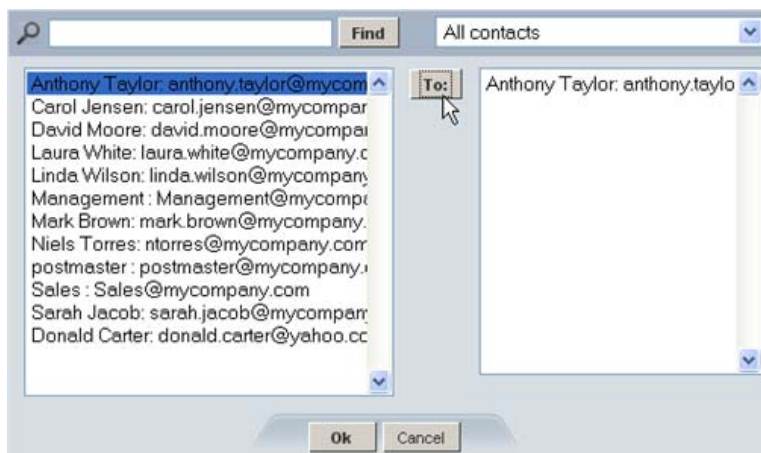 Find
All contacts
Anthony Taylor: anthony.taylor@mycom
Carol Jensen: carol.jensen@mycompar
David Moore: david.moore@mycompar
Laura White: laura.white@mycompany.c
Linda Wilson: linda.wilson@mycompany
Management : Management@mycompa
Mark Brown: mark.brown@mycompany.
Niels Torres: ntorres@mycompany.com
postmaster : postmaster@mycompany.
Sales : Sales@mycompany.com
Sarah Jacob: sarah.jacob@mycompany
Donald Carter: donald.carter@yahoo.cc
To:
Anthony Taylor: anthony.taylo
Ok
Cancel